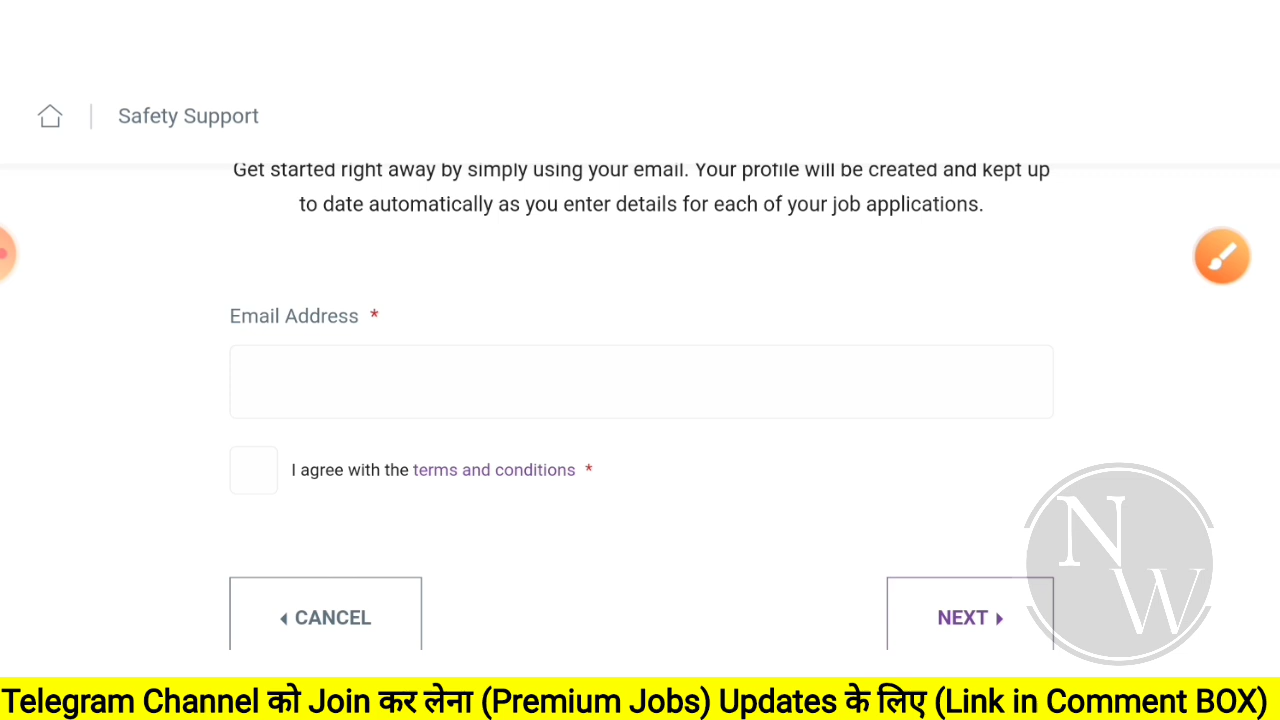 Safety Support
Get started right away by simply using your email. Your profile will be created and kept up
to date automatically as you enter details for each of your job applications.
Email Address *
I agree with the terms and conditions *
CANCEL
NEXT
N
W
Telegram Channel को Join कर लेना (Premium Jobs) Updates के लिए (Link in Comment BOX)